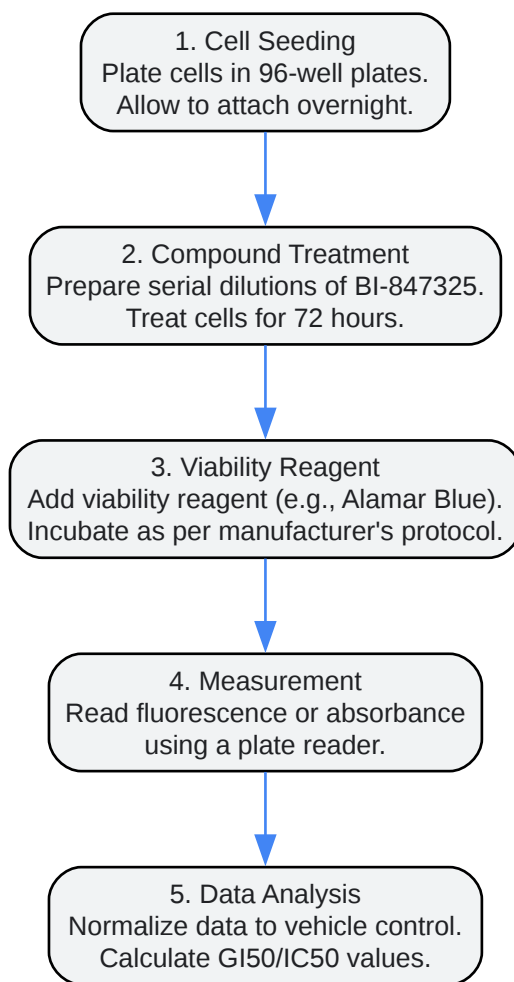 1. Cell Seeding
Plate cells in 96-well plates.
Allow to attach overnight.
2. Compound Treatment
Prepare serial dilutions of BI-847325.
Treat cells for 72 hours.
3. Viability Reagent
Add viability reagent (e.g., Alamar Blue).
Incubate as per manufacturer's protocol.
4. Measurement
Read fluorescence or absorbance
using a plate reader.
5. Data Analysis
Normalize data to vehicle control.
Calculate GI50/IC50 values.